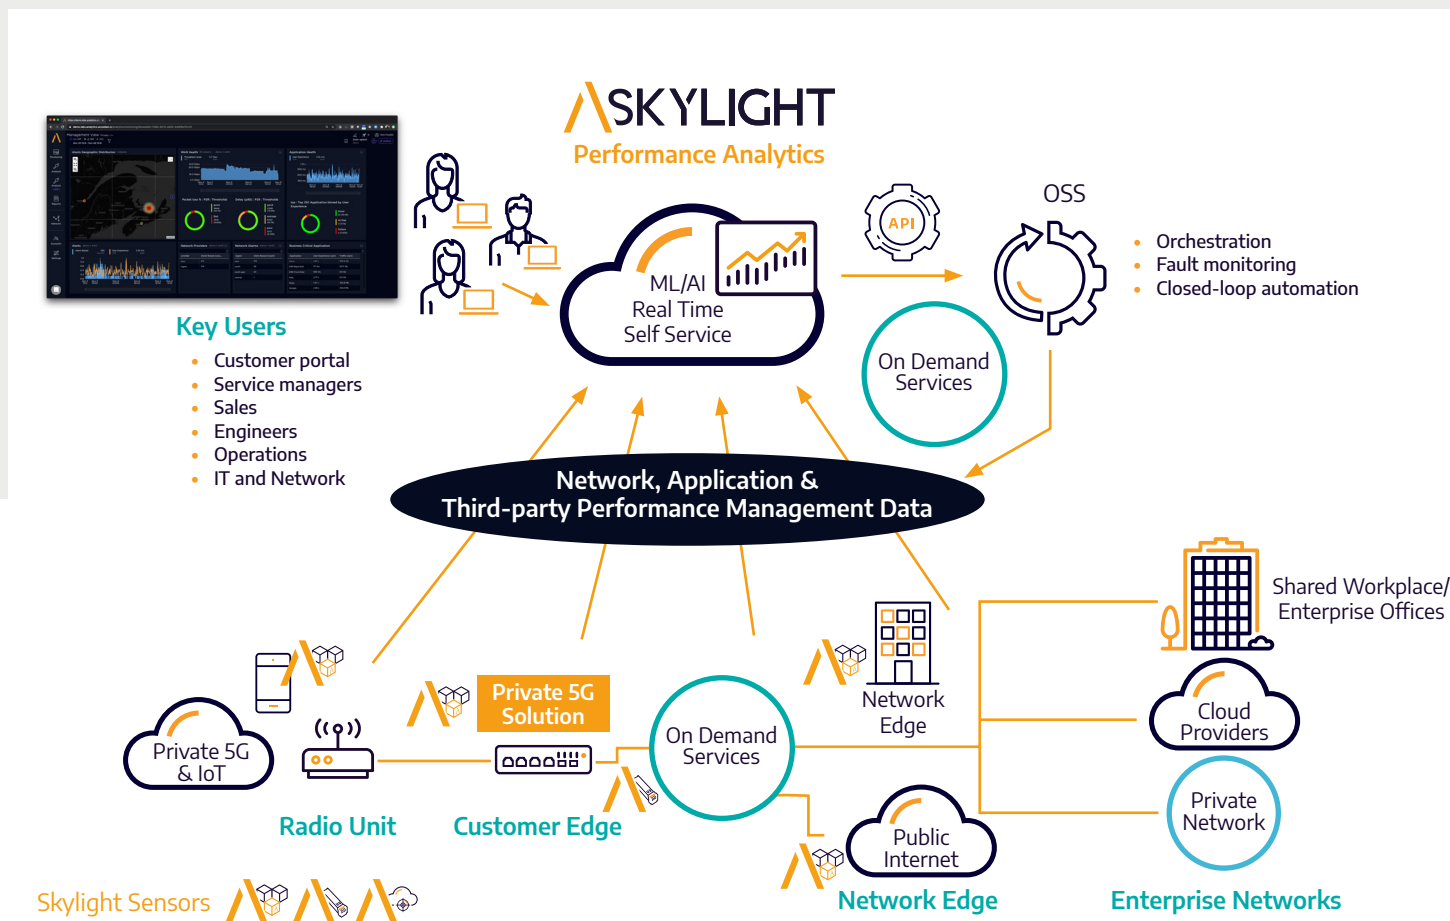 SKYLIGHT
Performance Analytics
Key Users
Customer portal
Service managers
Sales
Engineers
Operations
IT and Network
ML/AI
Real Time
Self Service
API
OSS
Orchestration
Fault monitoring
Closed-loop automation
On Demand
Services
Network, Application &
Third-party Performance Management Data
Private 5G
& IoT
Radio Unit
Private 5G
Solution
Customer Edge
On Demand
Services
Network
Edge
Public
Internet
Network Edge
Shared Workplace/
Enterprise Offices
Cloud
Providers
Private
Network
Enterprise Networks
Skylight Sensors